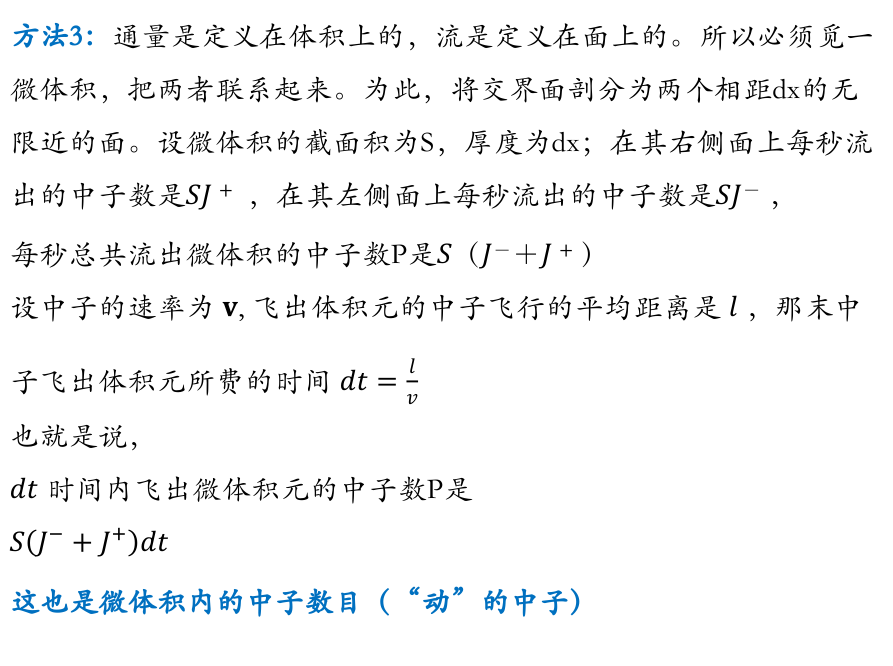 方法3：通量是定义在体积上的，流是定义在面上的。所以必须觅一
微体积，把两者联系起来。为此，将交界面剖分为两个相距dx的无
限近的面。设微体积的截面积为S，厚度为dx；在其右侧面上每秒流
出的中子数是𝑆𝐽⁺，在其左侧面上每秒流出的中子数是𝑆𝐽⁻，
每秒总共流出微体积的中子数P是𝑆（𝐽⁻＋𝐽⁺）
设中子的速率为 v, 飞出体积元的中子飞行的平均距离是 𝑙 ，那末中
子飞出体积元所费的时间 𝑑𝑡 = 𝑙/𝑣
也就是说，
𝑑𝑡 时间内飞出微体积元的中子数P是
𝑆(𝐽⁻ + 𝐽⁺)𝑑𝑡
这也是微体积内的中子数目（“动”的中子）